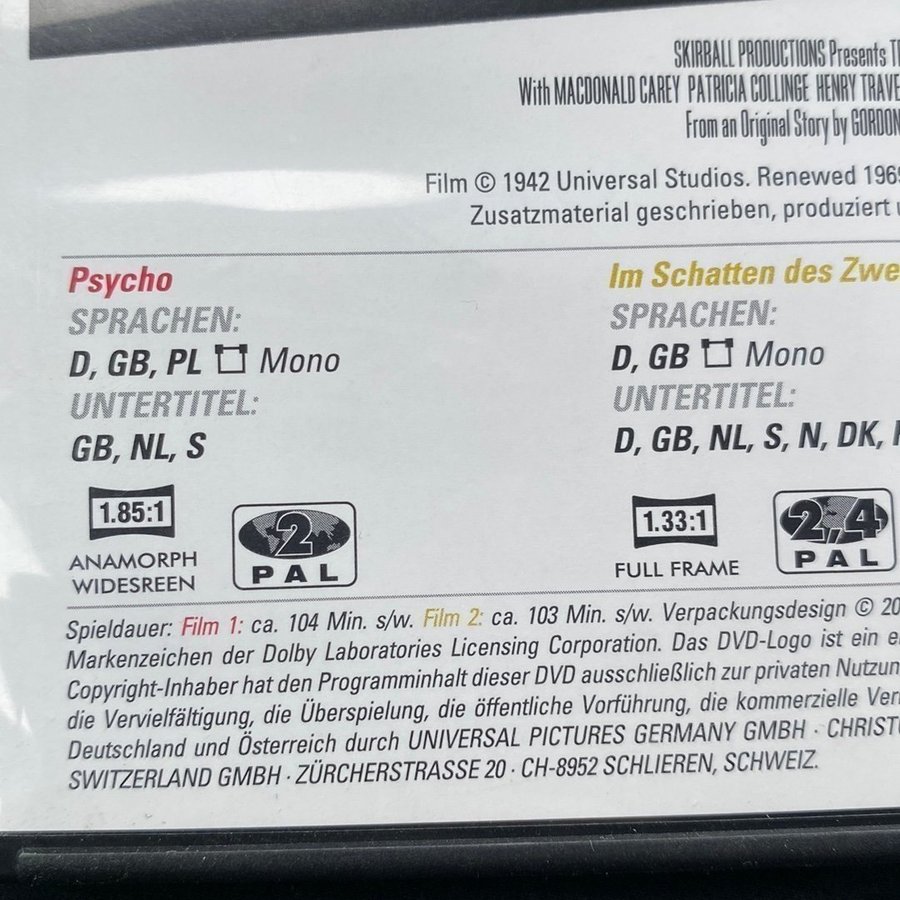 SKIRBALL PRODUCTIONS Presents
With MACDONALD CAREY PATRICIA COLLINGE HENRY
From an Original Story by GORDON
Film © 1942 Universal Studios. Renewed
Zusatzmaterial geschrieben, produziert
Psycho
SPRACHEN:
D, GB, PL Mono
UNTERTITEL:
GB, NL, S
1.85:1
ANAMORPH
WIDESREEN
2
PAL
Im Schatten des
SPRACHEN:
D, GB Mono
UNTERTITEL:
D, GB, NL, S, N, DK,
1.33:1
FULL FRAME
2,4
PAL
Spieldauer: Film 1: ca. 104 Min. s/w. Film 2: ca. 103 Min. s/w. Verpackungsdesign ©
Markenzeichen der Dolby Laboratories Licensing Corporation. Das DVD-Logo ist ein
Copyright-Inhaber hat den Programminhalt dieser DVD ausschließlich zur privaten
die Vervielfältigung, die Überspielung, die öffentliche Vorführung, die kommerzielle
Deutschland und Österreich durch UNIVERSAL PICTURES GERMANY GMBH ·
SWITZERLAND GMBH · ZÜRCHERSTRASSE 20 · CH-8952 SCHLIEREN, SCHWEIZ.